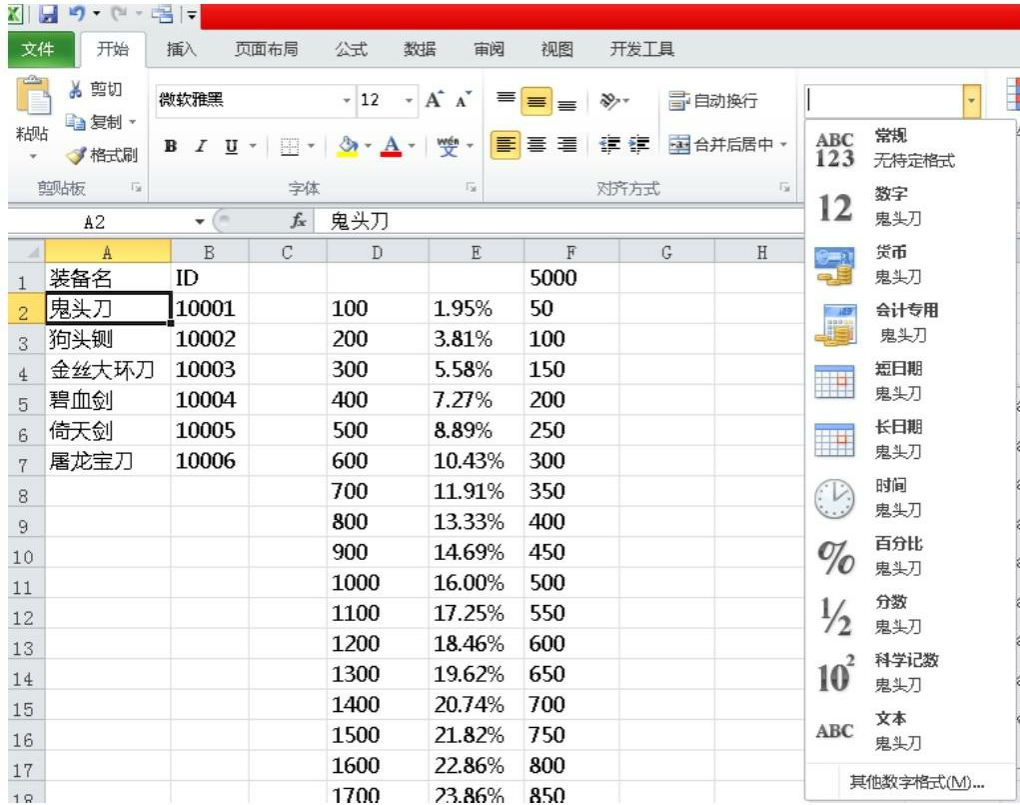 文件 开始 插入 页面布局 公式 数据 审阅 视图 开发工具
剪切
复制
格式刷
粘贴
剪贴板
微软雅黑 12
B I U
wén
变
字体
自动换行
合并后居中
对齐方式
A2 fx 鬼头刀
A B C D E F G H
1 装备名 ID 5000
2 鬼头刀 10001 100 1.95% 50
3 狗头铡 10002 200 3.81% 100
4 金丝大环刀 10003 300 5.58% 150
5 碧血剑 10004 400 7.27% 200
6 倚天剑 10005 500 8.89% 250
7 屠龙宝刀 10006 600 10.43% 300
8 700 11.91% 350
9 800 13.33% 400
10 900 14.69% 450
11 1000 16.00% 500
12 1100 17.25% 550
13 1200 18.46% 600
14 1300 19.62% 650
15 1400 20.74% 700
16 1500 21.82% 750
17 1600 22.86% 800
18 1700 23.86% 850
ABC
123
常规
无特定格式
12
数字
鬼头刀
货币
鬼头刀
会计专用
鬼头刀
短日期
鬼头刀
长日期
鬼头刀
时间
鬼头刀
%
百分比
鬼头刀
1/2
分数
鬼头刀
10²
科学记数
鬼头刀
ABC
文本
鬼头刀
其他数字格式(M)...